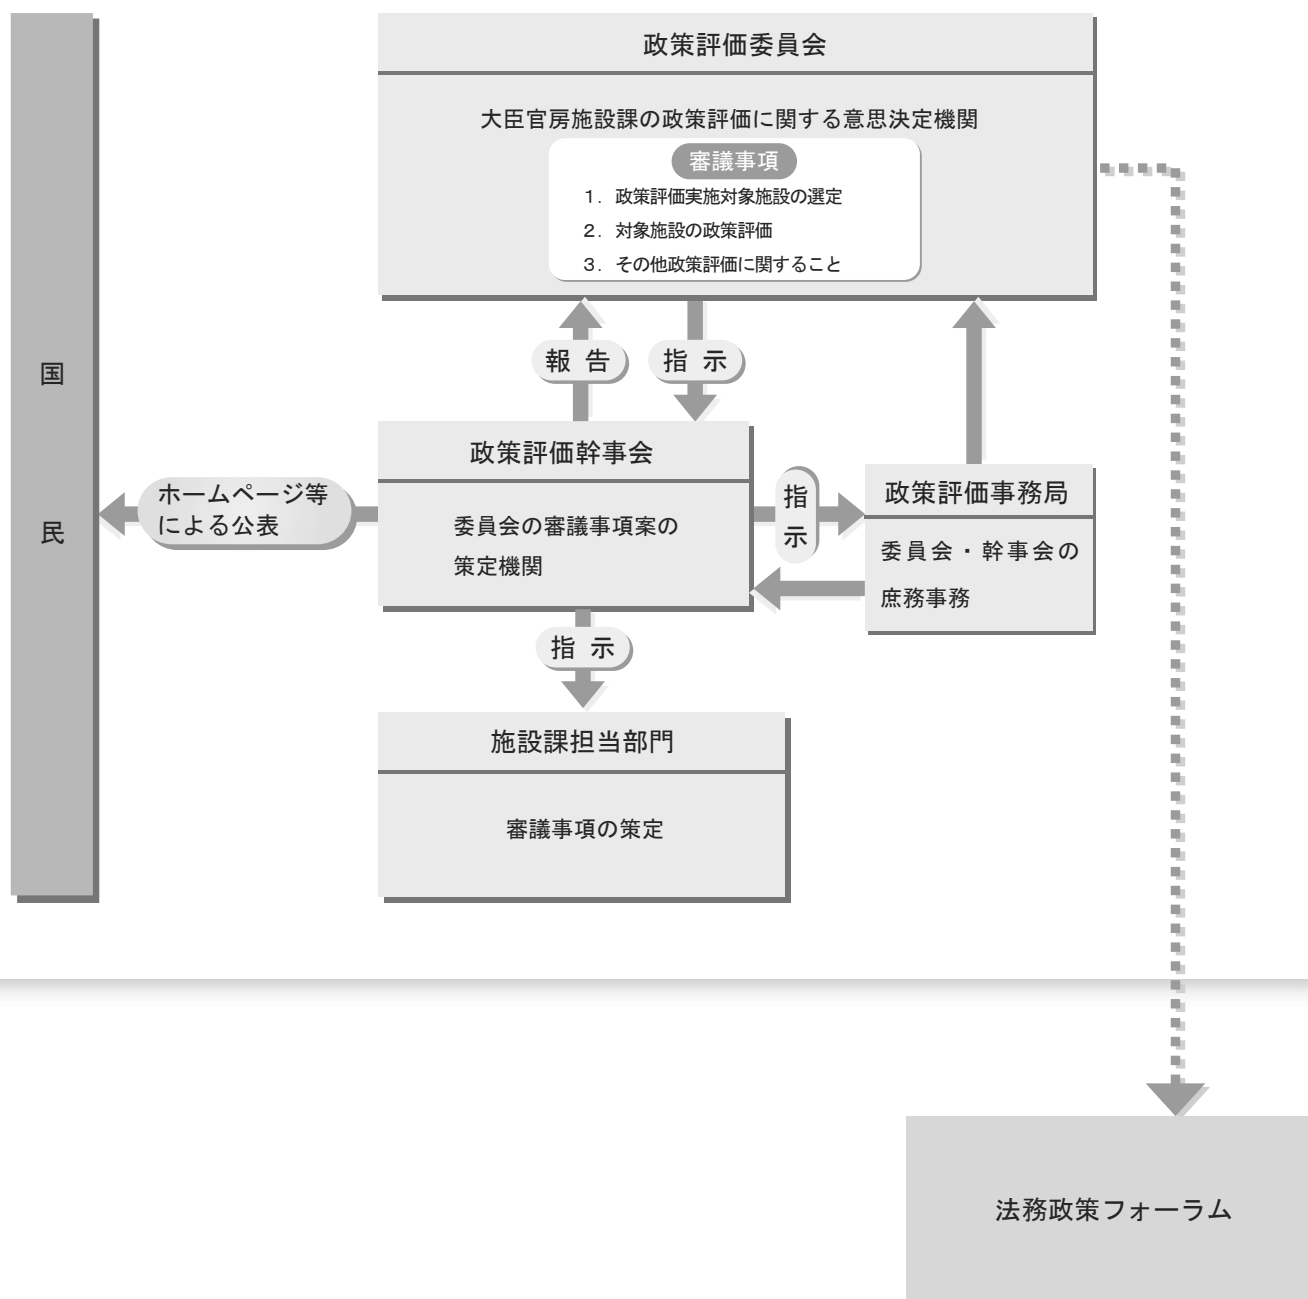 政策評価委員会
大臣官房施設課の政策評価に関する意思決定機関
審議事項
1. 政策評価実施対象施設の選定
2. 対象施設の政策評価
3. その他政策評価に関すること
国
民
報 告
指 示
政策評価幹事会
委員会の審議事項案の
策定機関
ホームページ等
による公表
指
示
政策評価事務局
委員会・幹事会の
庶務事務
指 示
施設課担当部門
審議事項の策定
法務政策フォーラム